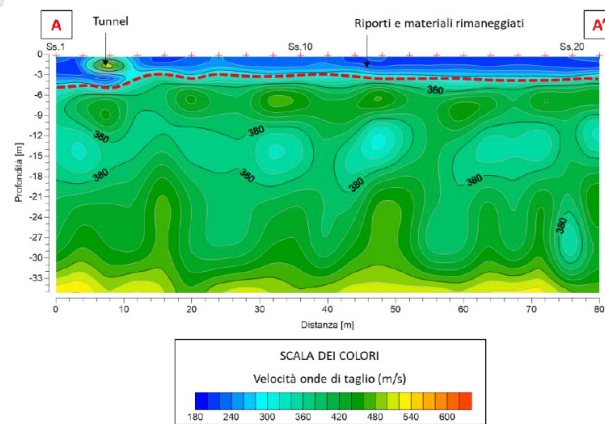 A
Tunnel
Riporti e materiali rimaneggiati
A'
Ss.1
Ss.10
Ss.20
0
-3
-6
-9
-12
-15
-18
-21
-24
-27
-30
-33
Profondità [m]
380
380
380
380
380
380
380
0
10
20
30
40
50
60
70
80
Distanza [m]
SCALA DEI COLORI
Velocità onde di taglio (m/s)
180 240 300 360 420 480 540 600